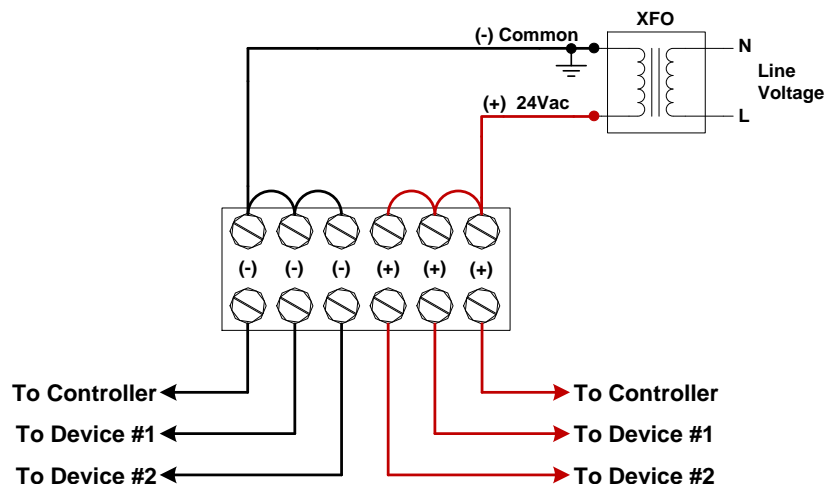 XFO
(-) Common
N
Line
Voltage
(+) 24Vac
L
(-) (-) (-) (+) (+) (+)
To Controller
To Controller
To Device #1
To Device #1
To Device #2
To Device #2